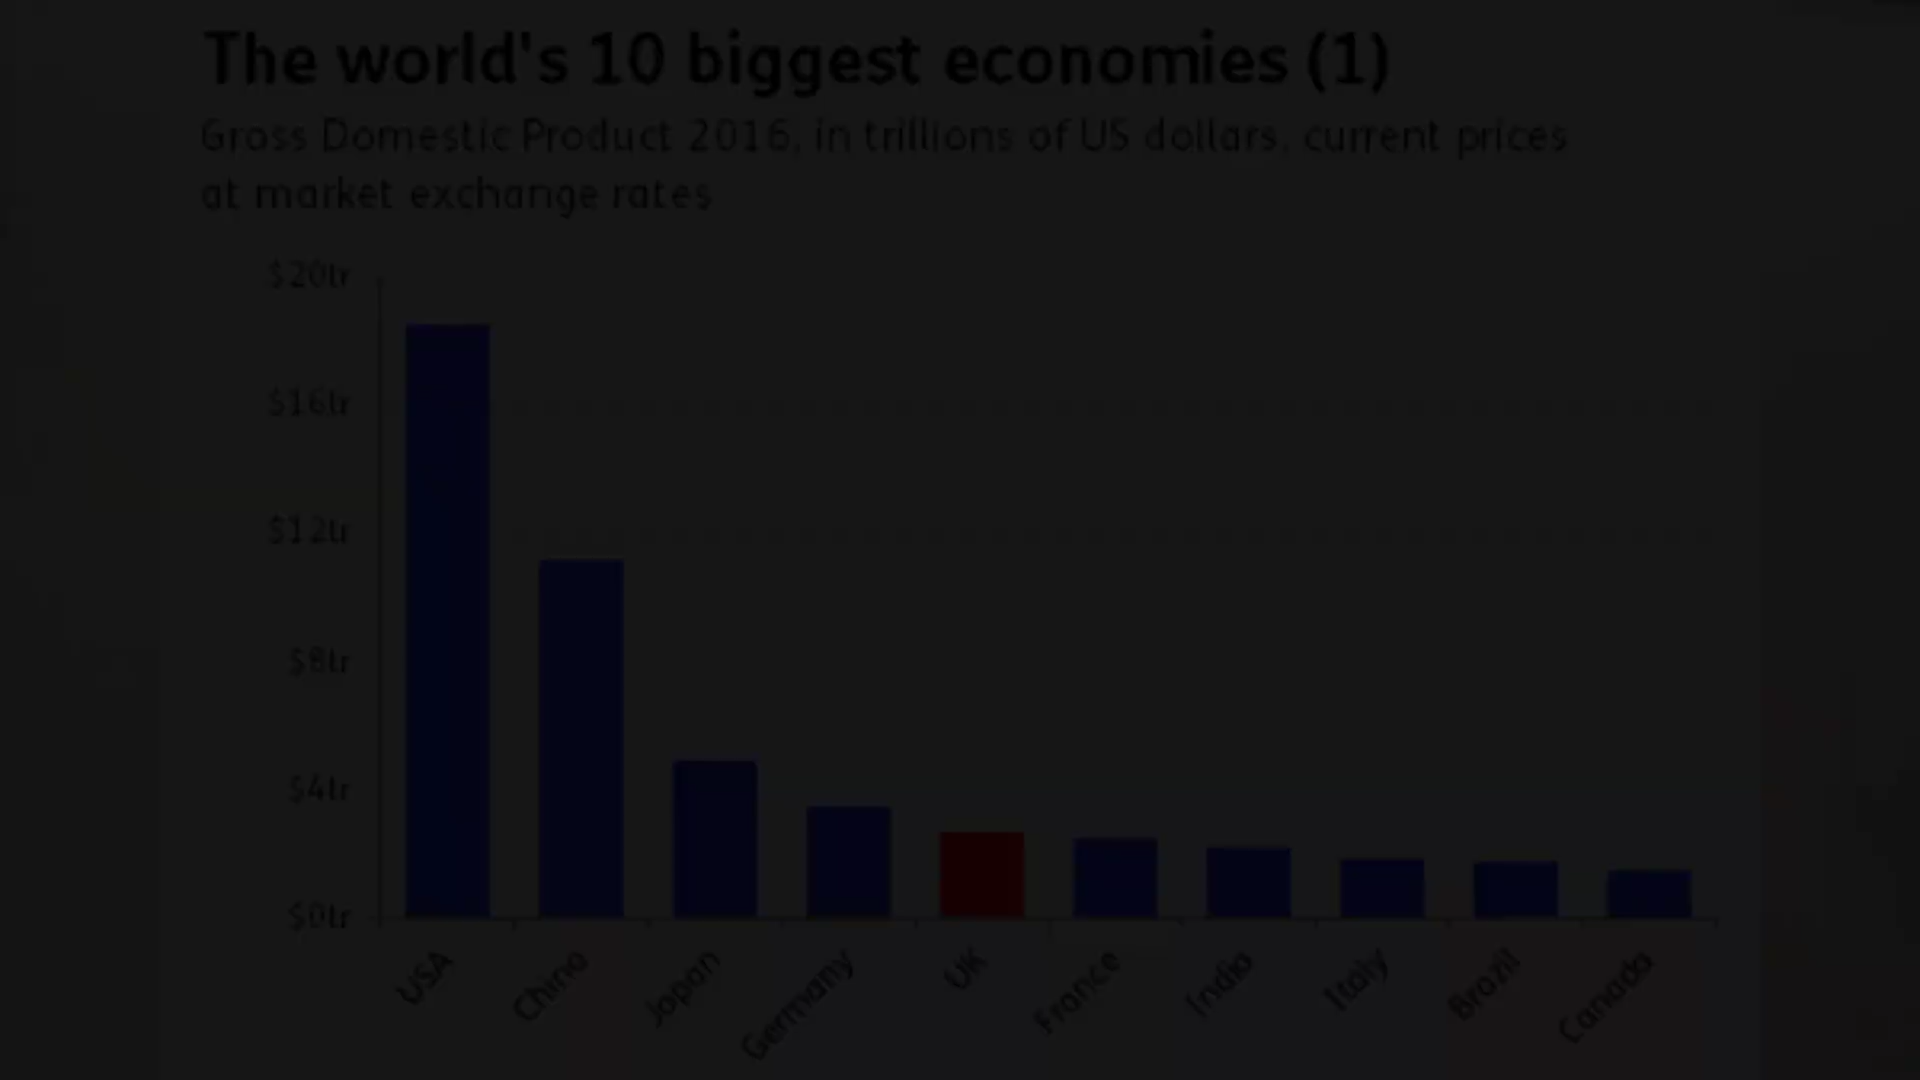 The world's 10 biggest economies (1)
Gross Domestic Product 2016, in trillions of US dollars, current prices
at market exchange rates
$20tr
$16tr
$12tr
$8tr
$4tr
$0tr
USA
China
Japan
Germany
UK
France
India
Italy
Brazil
Canada